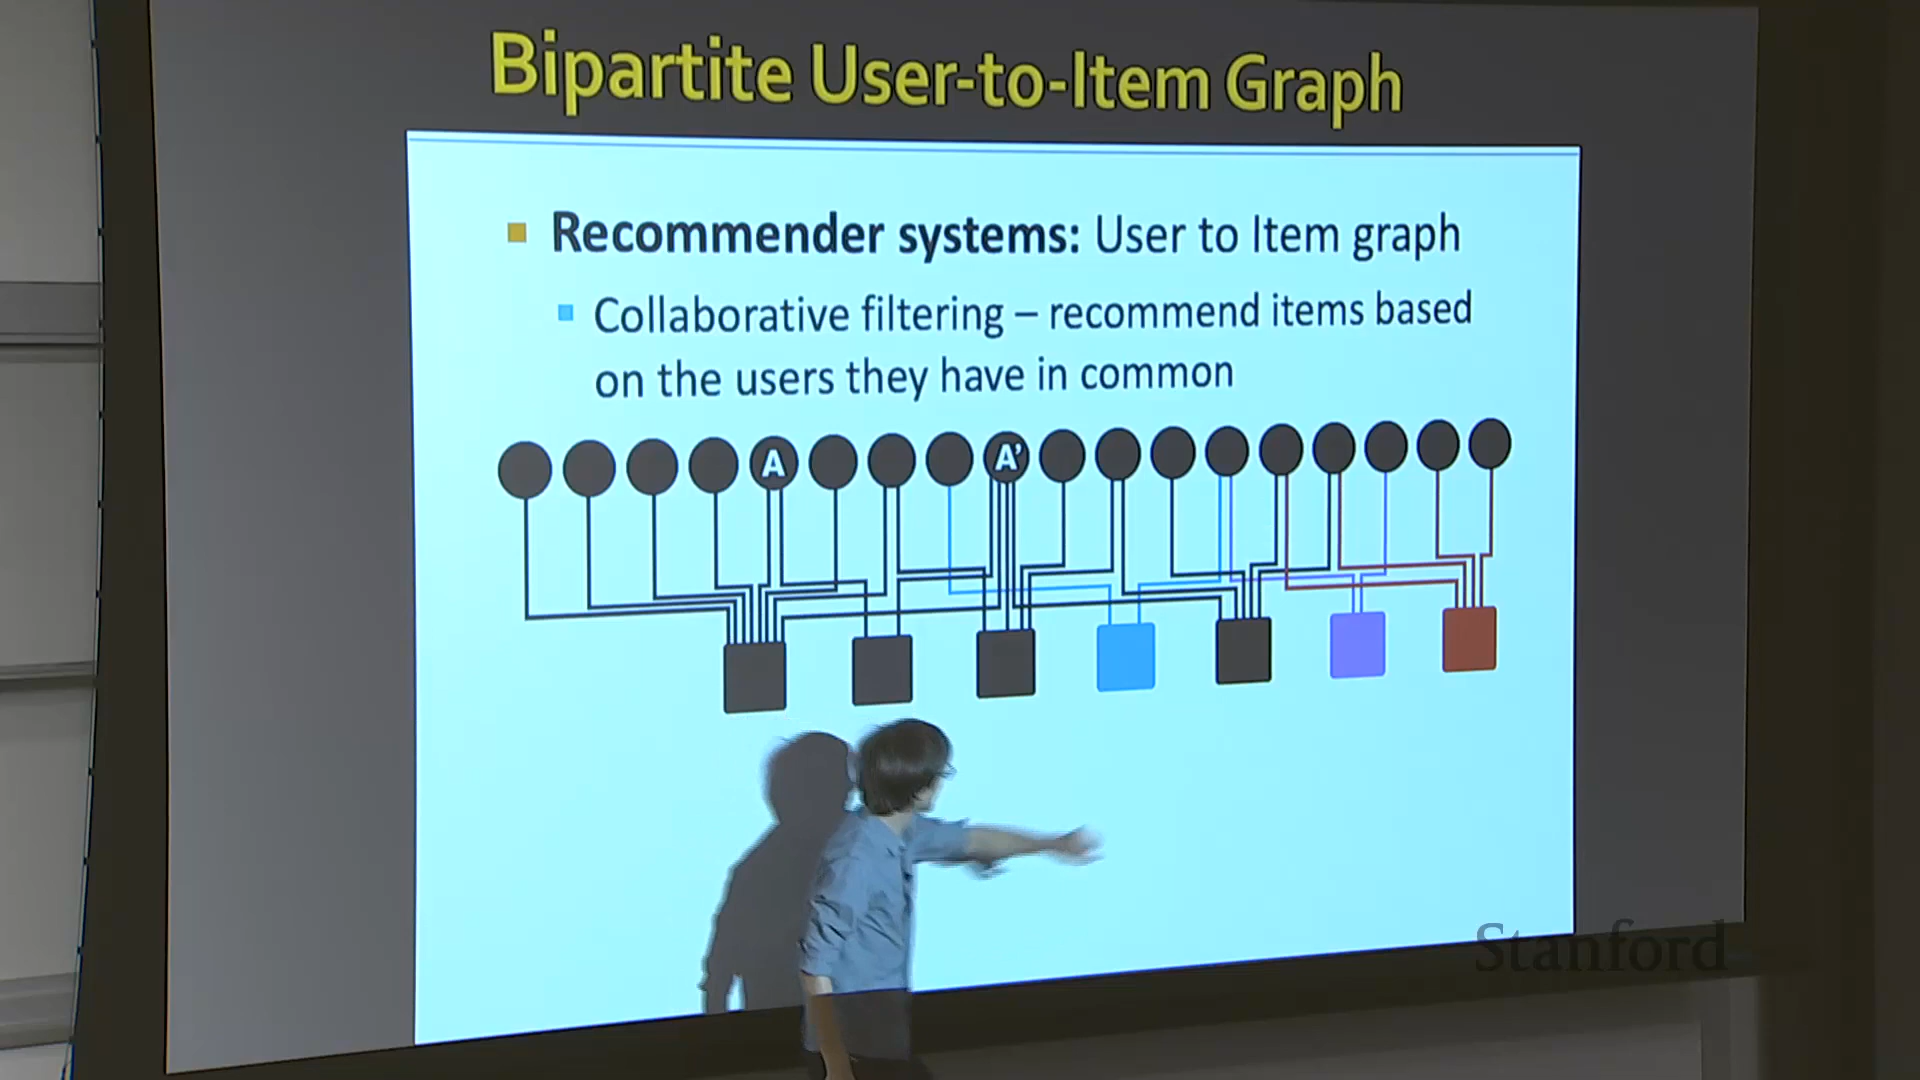 Bipartite User-to-Item Graph
Recommender systems: User to Item graph
Collaborative filtering – recommend items based
on the users they have in common
A A'
Stanford